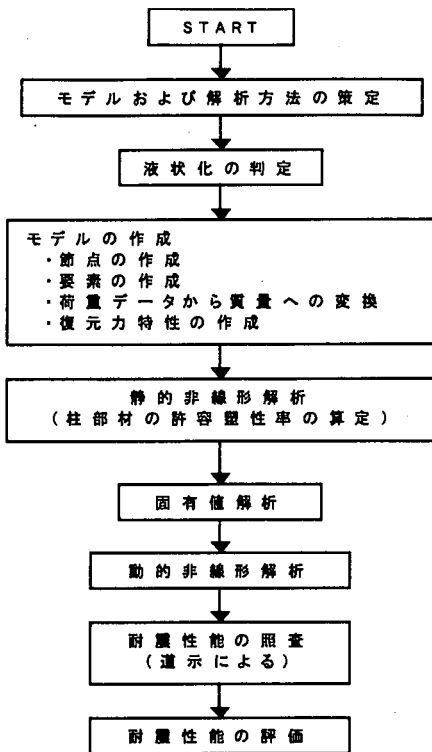 START
モデルおよび解析方法の策定
液状化の判定
モデルの作成
・節点の作成
・要素の作成
・荷重データから質量への変換
・復元力特性の作成
静的非線形解析
(柱部材の許容塑性率の算定)
固有値解析
動的非線形解析
耐震性能の照査
(道示による)
耐震性能の評価